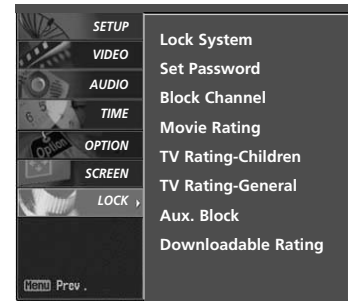 SETUP
VIDEO
AUDIO
TIME
OPTION
SCREEN
LOCK
Lock System
Set Password
Block Channel
Movie Rating
TV Rating-Children
TV Rating-General
Aux. Block
Downloadable Rating
Menu Prev.